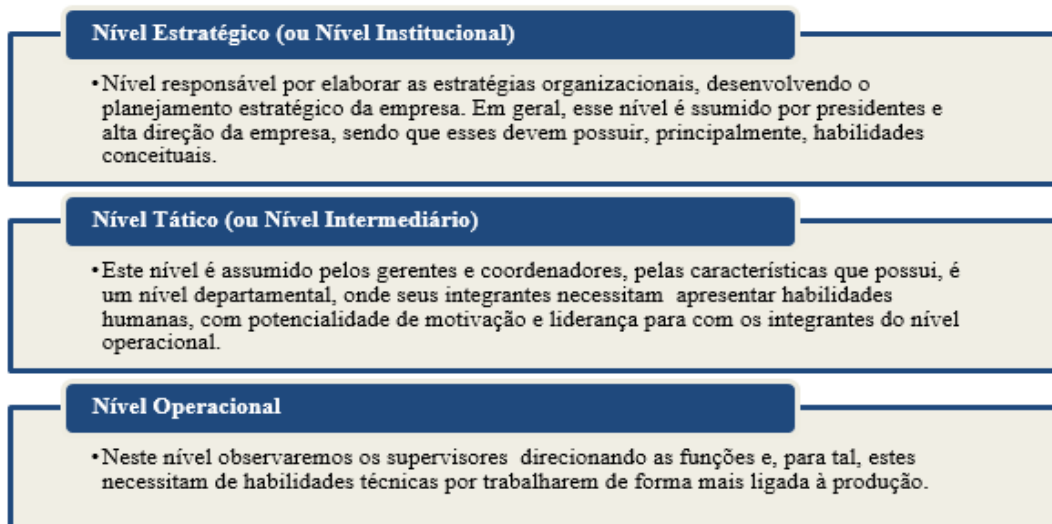 Nível Estratégico (ou Nível Institucional)
•Nível responsável por elaborar as estratégias organizacionais, desenvolvendo o
planejamento estratégico da empresa. Em geral, esse nível é ssumido por presidentes e
alta direção da empresa, sendo que esses devem possuir, principalmente, habilidades
conceituais.
Nível Tático (ou Nível Intermediário)
•Este nível é assumido pelos gerentes e coordenadores, pelas características que possui, é
um nível departamental, onde seus integrantes necessitam apresentar habilidades
humanas, com potencialidade de motivação e liderança para com os integrantes do nível
operacional.
Nível Operacional
•Neste nível observaremos os supervisores direcionando as funções e, para tal, estes
necessitam de habilidades técnicas por trabalharem de forma mais ligada à produção.